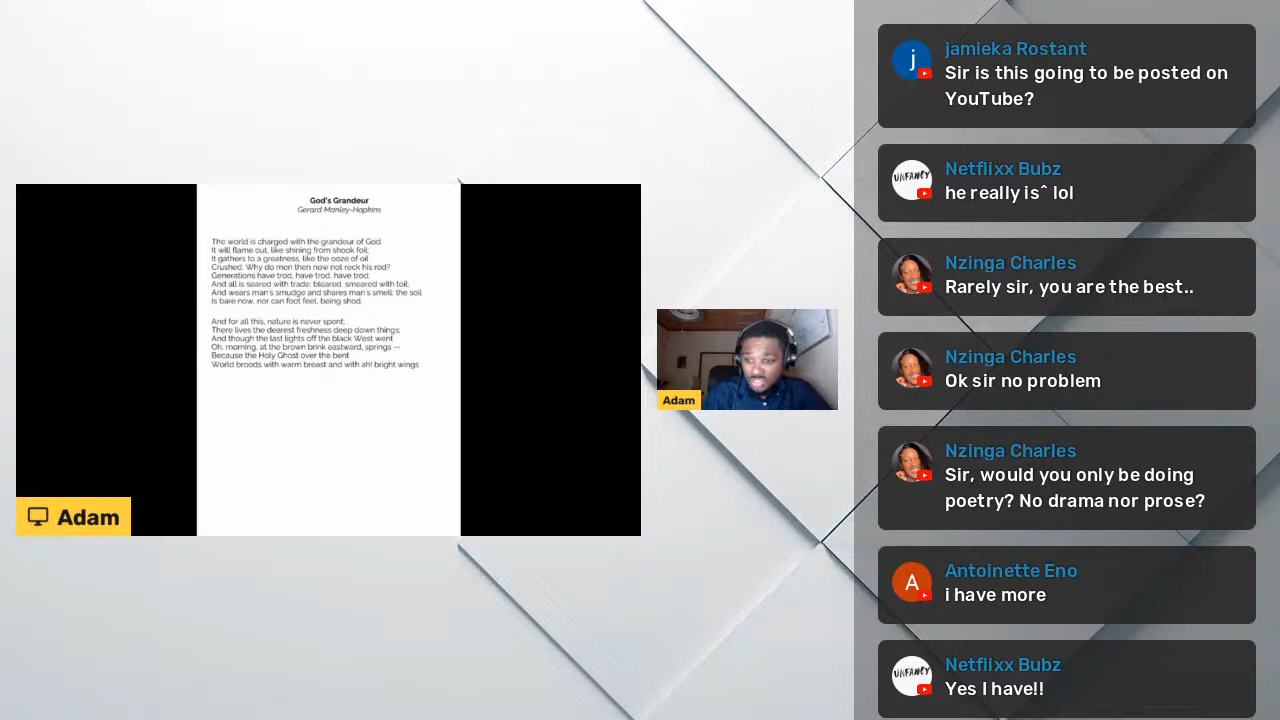 God's Grandeur
Gerard Manley-Hopkins
The world is charged with the grandeur of God.
It will flame out, like shining from shook foil;
It gathers to a greatness, like the ooze of oil
Crushed. Why do men then now not reck his rod?
Generations have trod, have trod, have trod;
And all is seared with trade; bleared, smeared with toil;
And wears man's smudge and shares man's smell: the soil
Is bare now, nor can foot feel, being shod.
And for all this, nature is never spent;
There lives the dearest freshness deep down things;
And though the last lights off the black West went
Oh, morning, at the brown brink eastward, springs —
Because the Holy Ghost over the bent
World broods with warm breast and with ah! bright wings
Adam
Adam
j
jamieka Rostant
Sir is this going to be posted on
YouTube?
UNFANCY
Netflixx Bubz
he really is^ lol
Nzinga Charles
Rarely sir, you are the best..
Nzinga Charles
Ok sir no problem
Nzinga Charles
Sir, would you only be doing
poetry? No drama nor prose?
A
Antoinette Eno
i have more
UNFANCY
Netflixx Bubz
Yes I have!!